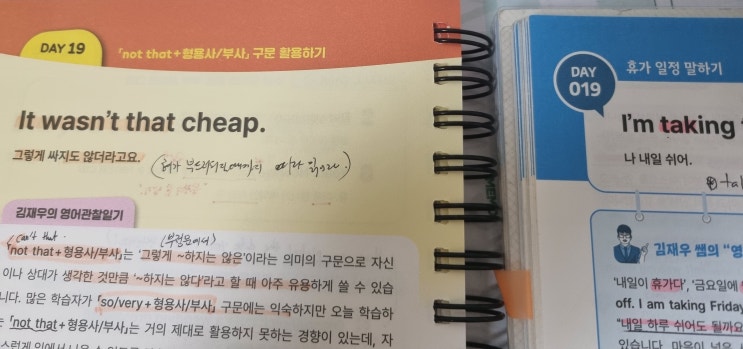 DAY 19
「not that+형용사/부사」 구문 활용하기
It wasn't that cheap.
그렇게 싸지도 않더라고요.
김재우의 영어관찰일기
can't that
(부정문에서)
「not that+형용사/부사」는 '그렇게 ~하지는 않은'이라는 의미의 구문으로 자신
이나 상대가 생각한 것만큼 '~하지는 않다'라고 할 때 아주 유용하게 쓸 수 있습
니다. 많은 학습자가 「so/very+형용사/부사」 구문에는 익숙하지만 오늘 학습하
는 「not that+형용사/부사」는 거의 제대로 활용하지 못하는 경향이 있는데, 자
DAY
019
휴가 일정 말하기
I'm taking
나 내일 쉬어.
김재우 쌤의 "영
'내일이 휴가다', '금요일에
off. I am taking Friday
"내일 하루 쉬어도 될까요